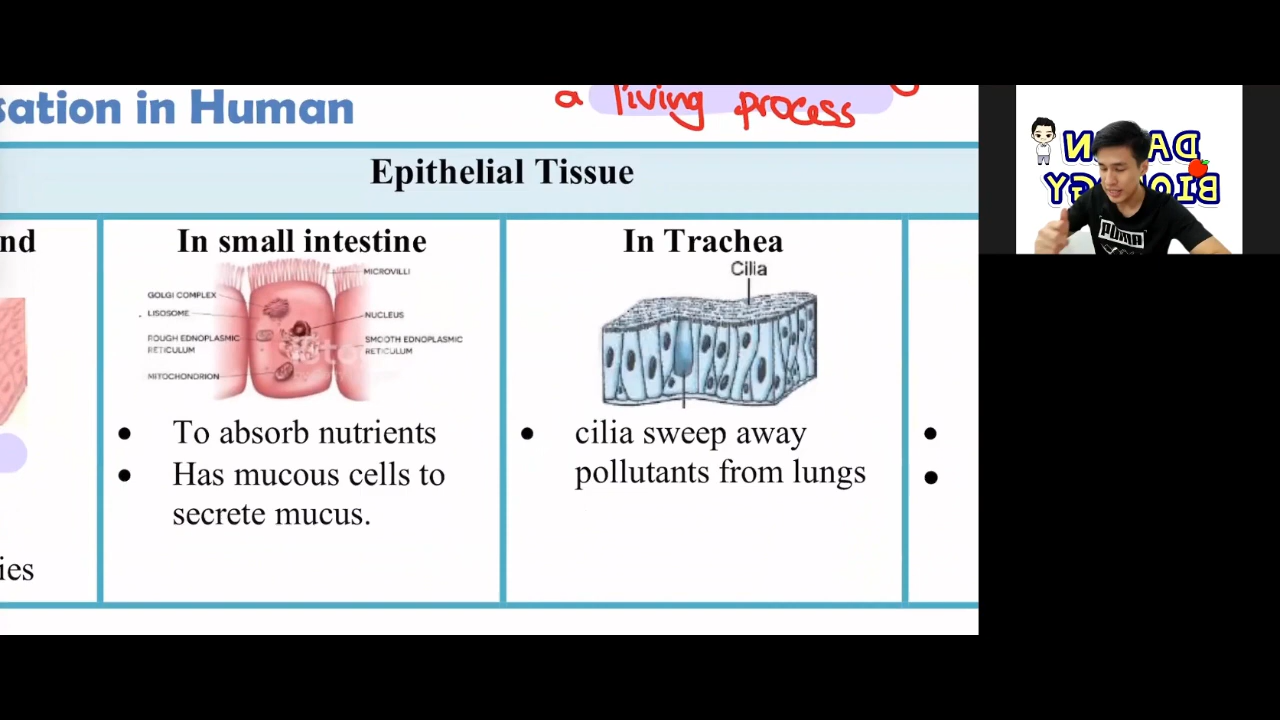 sation in Human
a living process
Epithelial Tissue
nd
In small intestine
In Trachea
MICROVILLI
GOLGI COMPLEX
LISOSOME
NUCLEUS
ROUGH EDNOPLASMIC
RETICULUM
SMOOTH EDNOPLASMIC
RETICULUM
MITOCHONDRION
Cilia
• To absorb nutrients
• Has mucous cells to
secrete mucus.
• cilia sweep away
pollutants from lungs
ies
PUMA